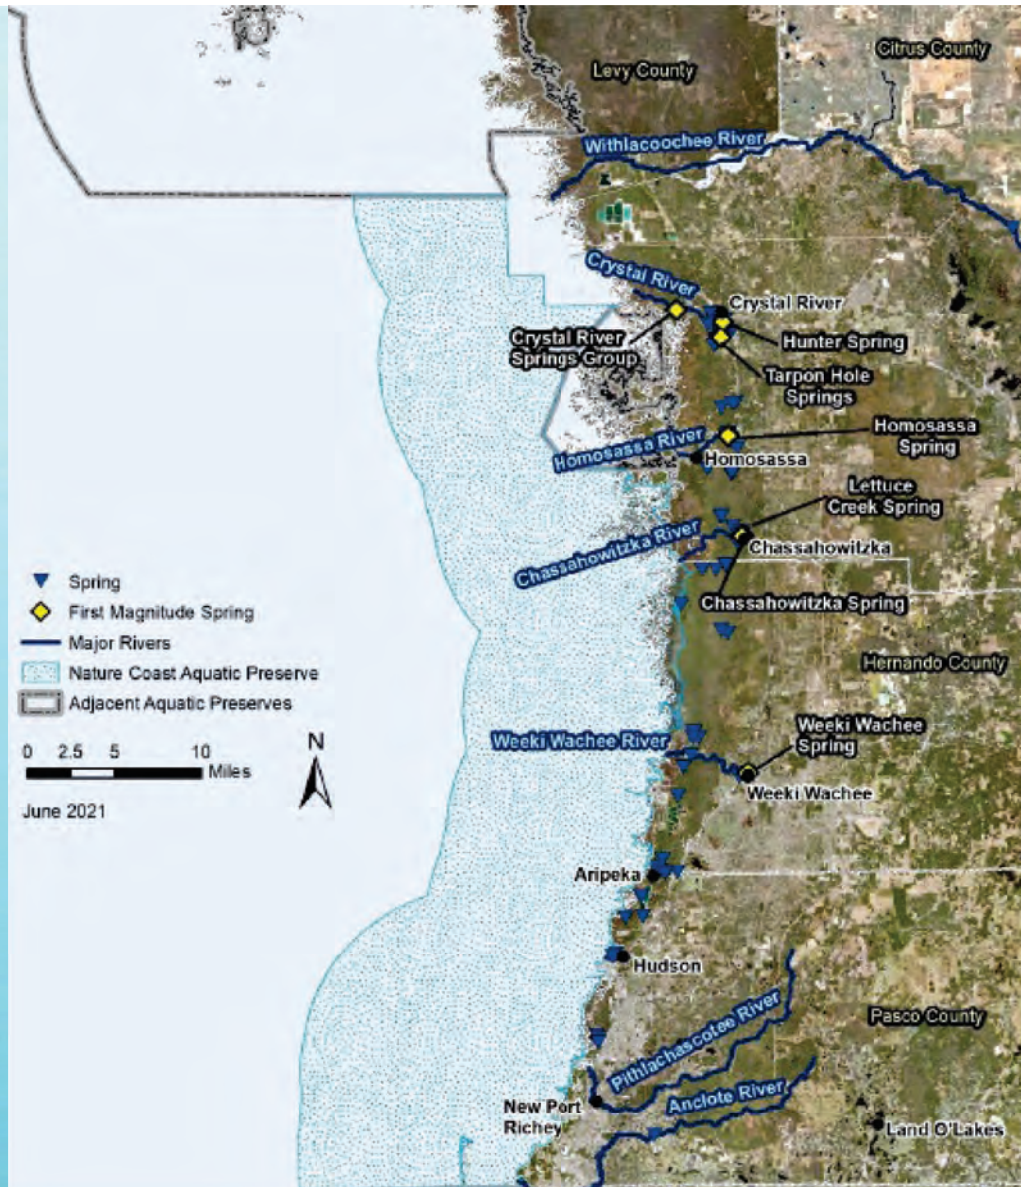 Levy County
Citrus County
Withlacoochee River
Crystal River
Crystal River
Crystal River
Springs Group
Hunter Spring
Tarpon Hole
Springs
Homosassa
Spring
Homosassa River
Homosassa
Lettuce
Creek Spring
Chassahowitzka River
Chassahowitzka
Chassahowitzka Spring
Spring
First Magnitude Spring
Major Rivers
Nature Coast Aquatic Preserve
Adjacent Aquatic Preserves
Hernando County
Weeki Wachee River
Weeki Wachee
Spring
Weeki Wachee
0 2.5 5 10
Miles
N
June 2021
Aripeka
Hudson
Pithlachascotee River
Pasco County
Anclote River
New Port
Richey
Land O'Lakes